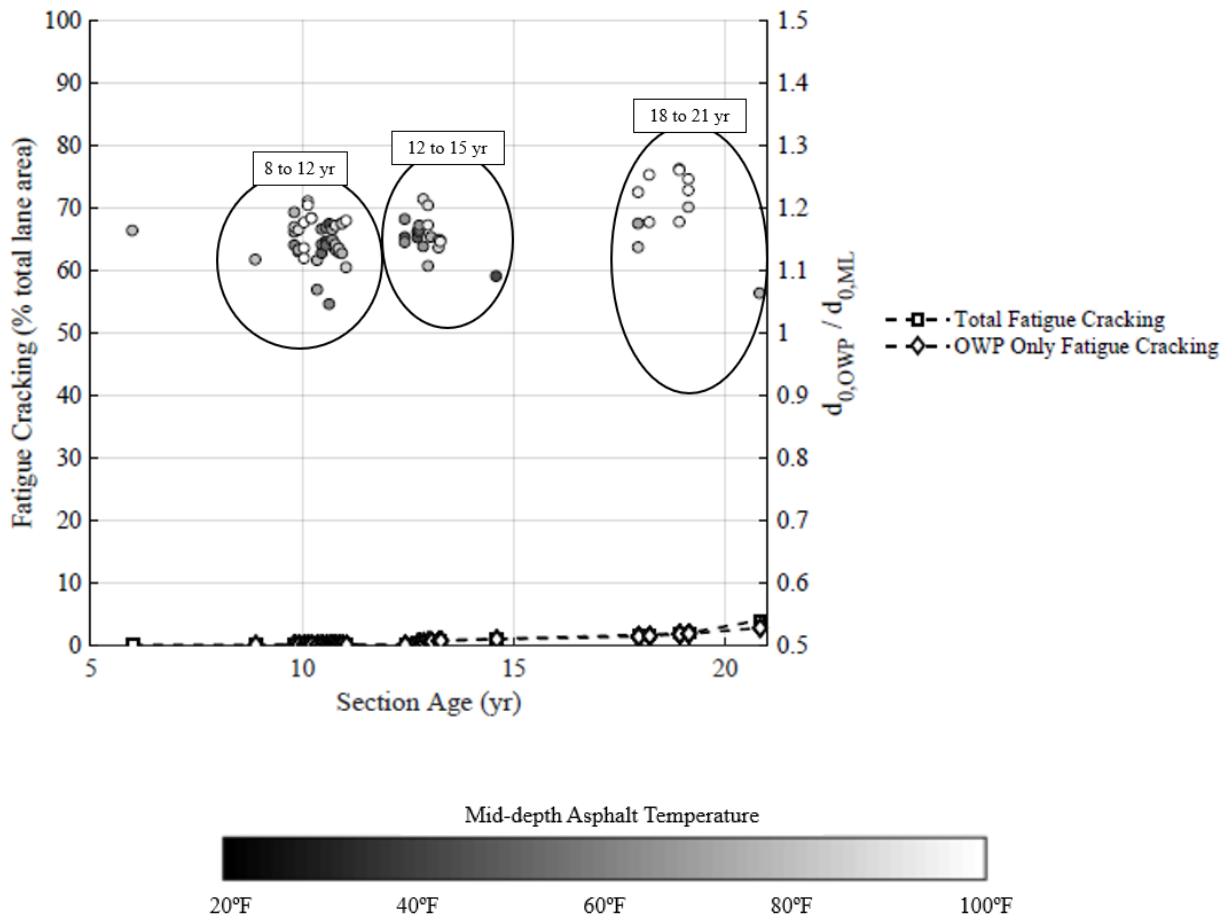 100
90
80
70
60
50
40
30
20
10
0
Fatigue Cracking (% total lane area)
5
10
15
20
Section Age (yr)
1.5
1.4
1.3
1.2
1.1
1
0.9
0.8
0.7
0.6
0.5
d0,OWP / d0,ML
8 to 12 yr
12 to 15 yr
18 to 21 yr
Total Fatigue Cracking
OWP Only Fatigue Cracking
Mid-depth Asphalt Temperature
20ºF
40ºF
60ºF
80ºF
100ºF